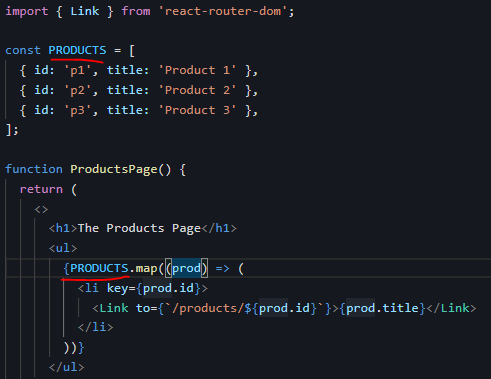 import { Link } from 'react-router-dom';
const PRODUCTS = [
{ id: 'p1', title: 'Product 1' },
{ id: 'p2', title: 'Product 2' },
{ id: 'p3', title: 'Product 3' },
];
function ProductsPage() {
return (
<>
<h1>The Products Page</h1>
<ul>
{PRODUCTS.map((prod) => (
<li key={prod.id}>
<Link to={`/products/${prod.id}`}>{prod.title}</Link>
</li>
))}
</ul>